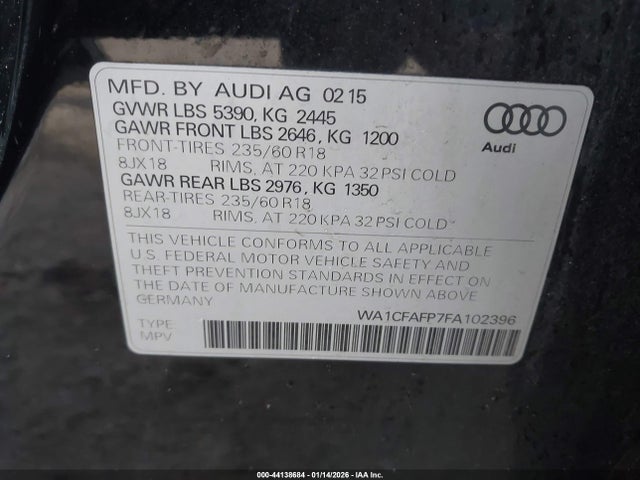 MFD. BY AUDI AG 02 15
GVWR LBS 5390, KG 2445
GAWR FRONT LBS 2646, KG 1200
FRONT-TIRES 235/60 R18
8JX18 RIMS, AT 220 KPA 32 PSI COLD
GAWR REAR LBS 2976, KG 1350
REAR-TIRES 235/60 R18
8JX18 RIMS, AT 220 KPA 32 PSI COLD
Audi
THIS VEHICLE CONFORMS TO ALL APPLICABLE
U.S. FEDERAL MOTOR VEHICLE SAFETY AND
THEFT PREVENTION STANDARDS IN EFFECT ON
THE DATE OF MANUFACTURE SHOWN ABOVE
GERMANY
WA1CFAFP7FA102396
TYPE:
MPV
000-44138684 - 01/14/2026 - IAA Inc.